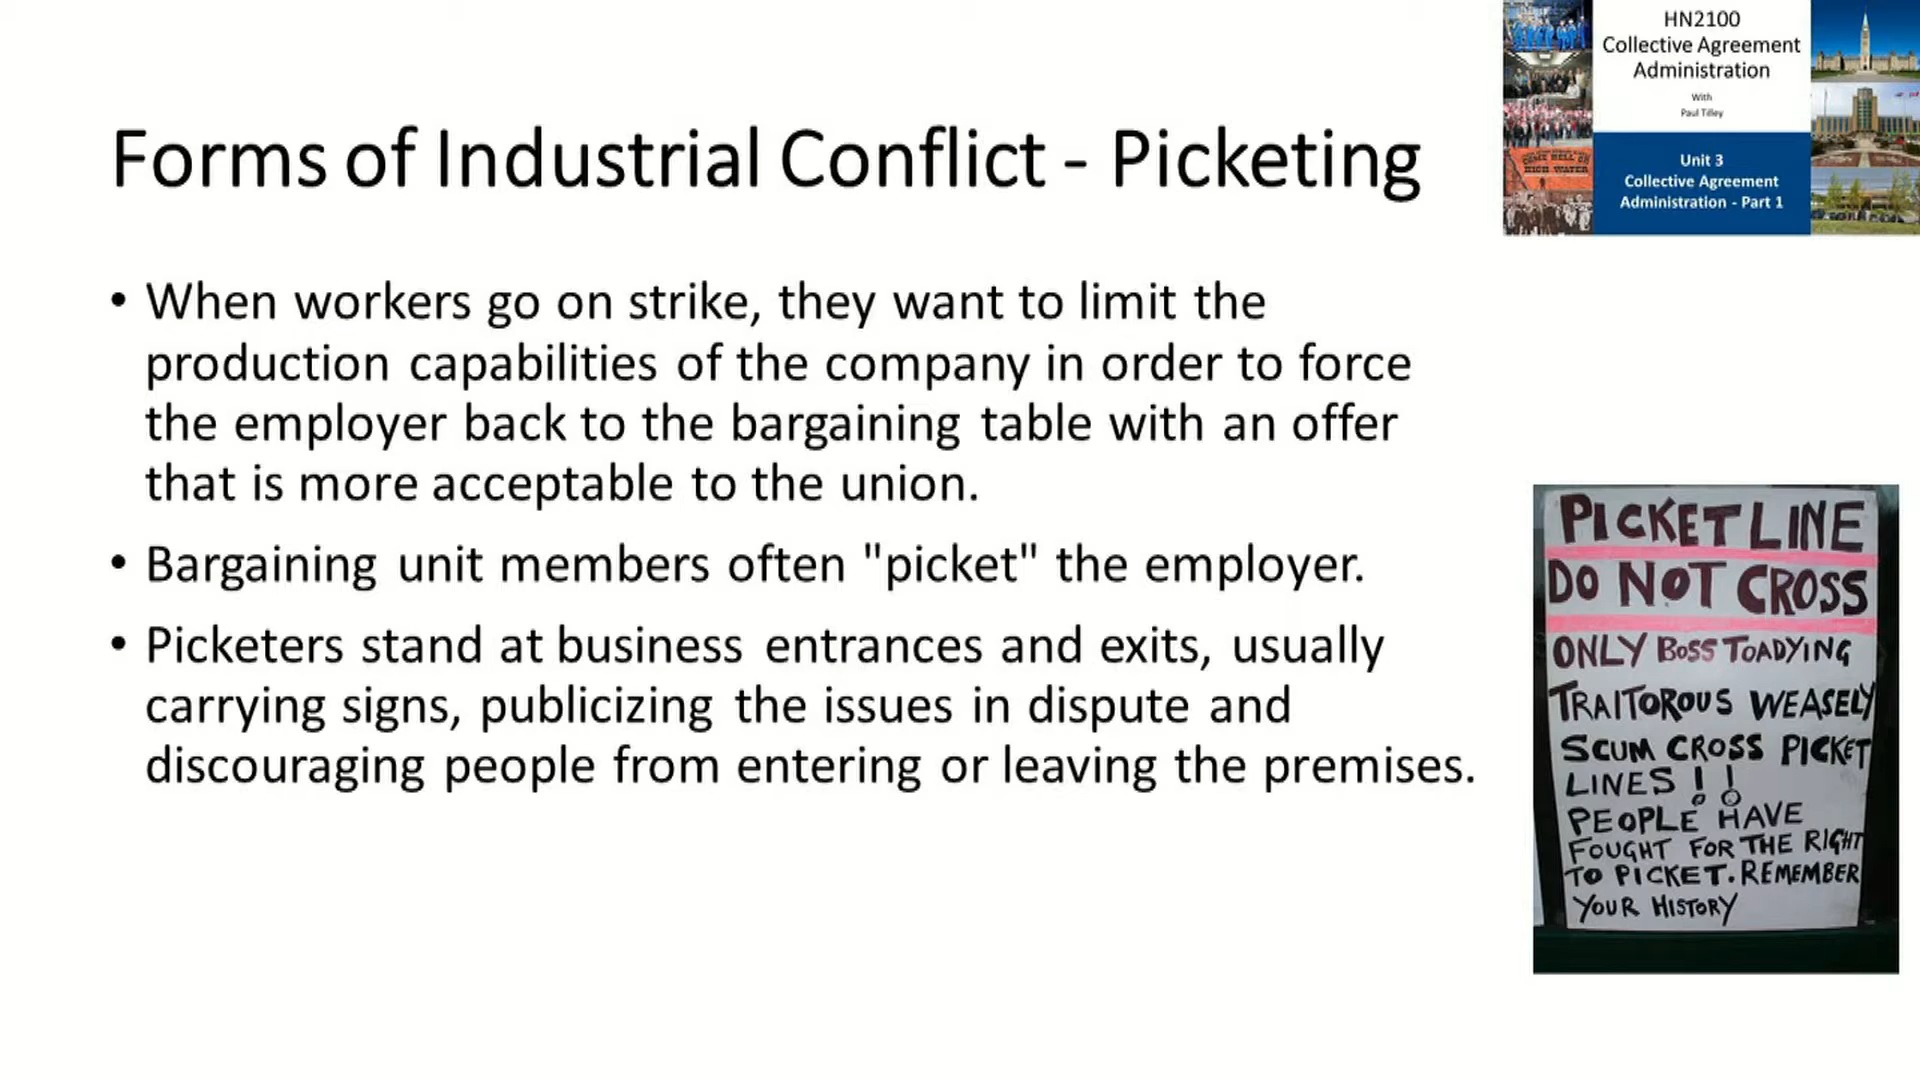 HN2100
Collective Agreement
Administration
With
Paul Tilley
Unit 3
Collective Agreement
Administration - Part 1
COME HELL OR
HIGH WATER
Forms of Industrial Conflict - Picketing
• When workers go on strike, they want to limit the
production capabilities of the company in order to force
the employer back to the bargaining table with an offer
that is more acceptable to the union.
• Bargaining unit members often "picket" the employer.
• Picketers stand at business entrances and exits, usually
carrying signs, publicizing the issues in dispute and
discouraging people from entering or leaving the premises.
PICKET LINE
DO NOT CROSS
ONLY BOSS TOADYING
TRAITOROUS WEASELY
SCUM CROSS PICKET
LINES!!
PEOPLE HAVE
FOUGHT FOR THE RIGHT
TO PICKET. REMEMBER
YOUR HISTORY